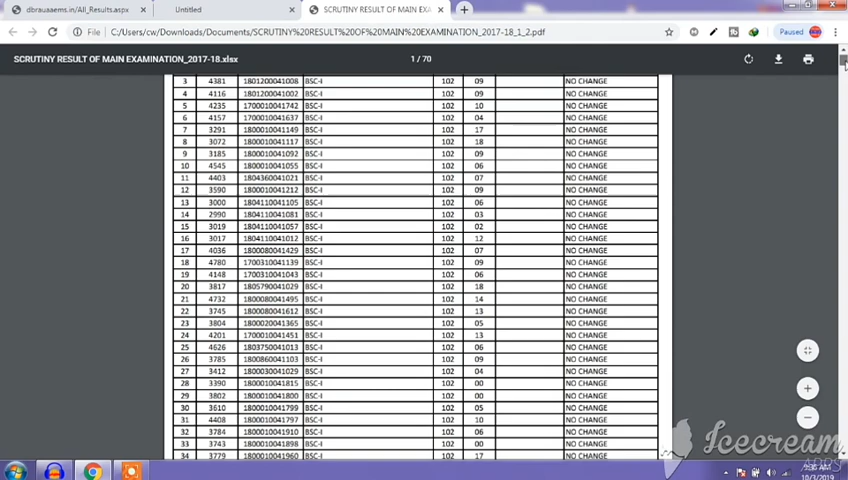 dbrauaaems.in/All_Results.aspx Untitled SCRUTINY RESULT OF MAIN EXA
File C:/Users/cw/Downloads/Documents/SCRUTINY%20RESULT%20OF%20MAIN%20EXAMINATION_2017-18_1_2.pdf Paused
SCRUTINY RESULT OF MAIN EXAMINATION_2017-18.xlsx 1 / 70
3 4381 1801200041008 BSC-I 102 09 NO CHANGE
4 4116 1801200041002 BSC-I 102 09 NO CHANGE
5 4235 1700010041742 BSC-I 102 10 NO CHANGE
6 4157 1700010041637 BSC-I 102 04 NO CHANGE
7 3291 1800010041149 BSC-I 102 17 NO CHANGE
8 3072 1800010041117 BSC-I 102 18 NO CHANGE
9 3185 1800010041092 BSC-I 102 09 NO CHANGE
10 4545 1800010041055 BSC-I 102 06 NO CHANGE
11 4403 1804360041021 BSC-I 102 07 NO CHANGE
12 3590 1800010041212 BSC-I 102 09 NO CHANGE
13 3000 1804110041105 BSC-I 102 06 NO CHANGE
14 2990 1804110041081 BSC-I 102 03 NO CHANGE
15 3019 1804110041057 BSC-I 102 02 NO CHANGE
16 3017 1804110041012 BSC-I 102 12 NO CHANGE
17 4036 1800080041429 BSC-I 102 07 NO CHANGE
18 4780 1700310041139 BSC-I 102 09 NO CHANGE
19 4148 1700310041043 BSC-I 102 06 NO CHANGE
20 3817 1805790041029 BSC-I 102 18 NO CHANGE
21 4732 1800080041495 BSC-I 102 14 NO CHANGE
22 3745 1800080041612 BSC-I 102 13 NO CHANGE
23 3804 1800020041365 BSC-I 102 05 NO CHANGE
24 4201 1700010041451 BSC-I 102 13 NO CHANGE
25 4626 1803750041013 BSC-I 102 06 NO CHANGE
26 3785 1800860041103 BSC-I 102 09 NO CHANGE
27 3412 1800030041029 BSC-I 102 04 NO CHANGE
28 3390 1800010041815 BSC-I 102 00 NO CHANGE
29 3802 1800010041800 BSC-I 102 00 NO CHANGE
30 3610 1800010041799 BSC-I 102 05 NO CHANGE
31 4408 1800010041797 BSC-I 102 10 NO CHANGE
32 3784 1800010041910 BSC-I 102 06 NO CHANGE
33 3743 1800010041898 BSC-I 102 00 NO CHANGE
34 3779 1800010041960 BSC-I 102 17 NO CHANGE
Icecream
APPS
10/3/2019